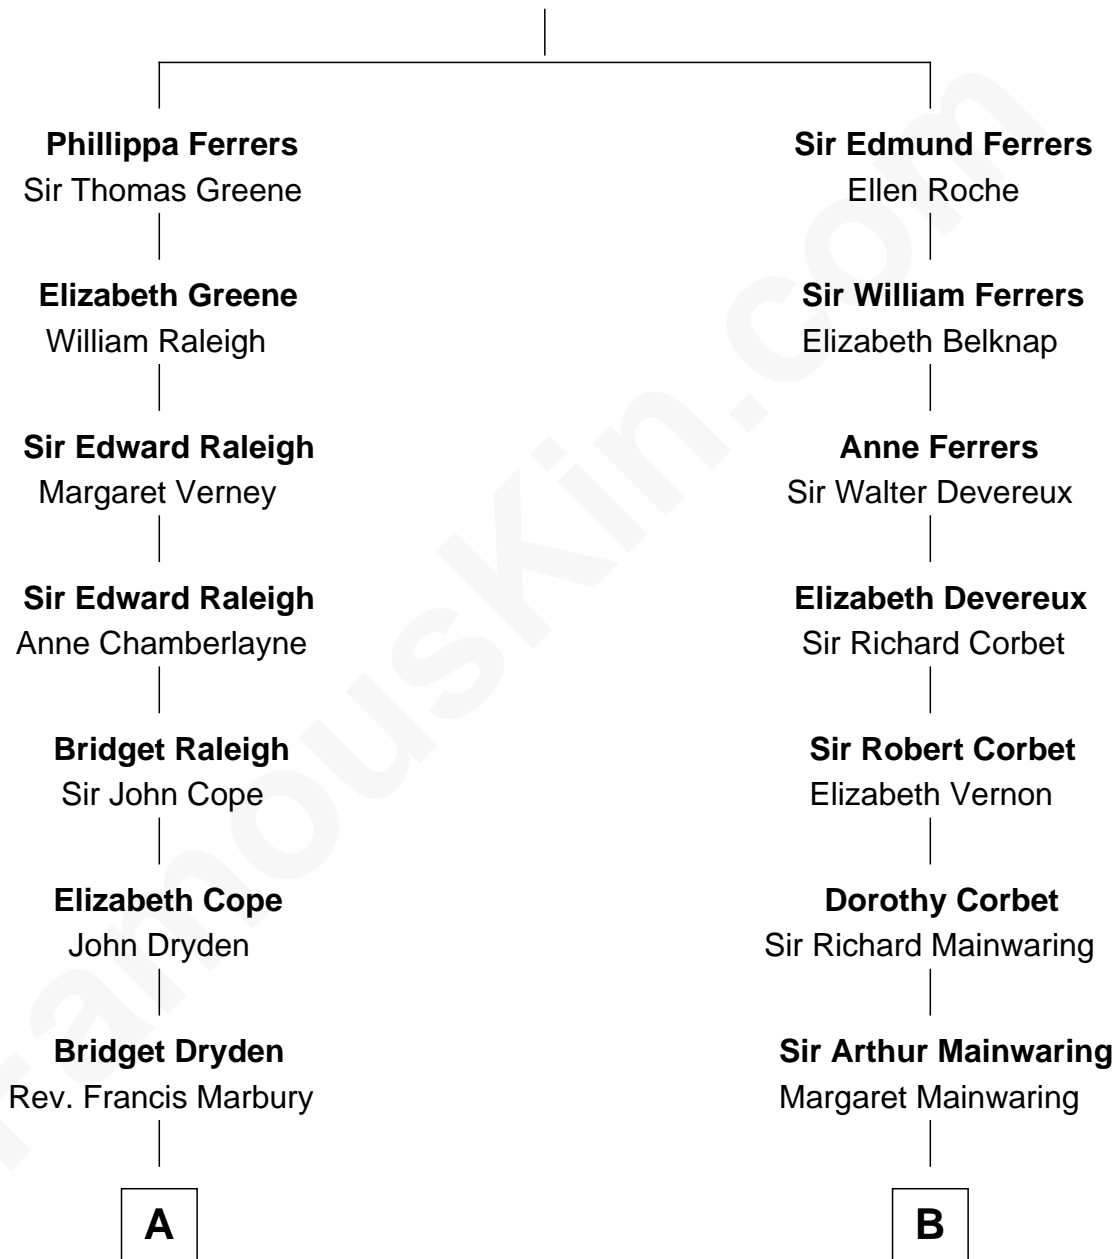 Phillippa Ferrers
Sir Thomas Greene
Sir Edmund Ferrers
Ellen Roche
Elizabeth Greene
William Raleigh
Sir William Ferrers
Elizabeth Belknap
Sir Edward Raleigh
Margaret Verney
Anne Ferrers
Sir Walter Devereux
Sir Edward Raleigh
Anne Chamberlayne
Elizabeth Devereux
Sir Richard Corbet
Bridget Raleigh
Sir John Cope
Sir Robert Corbet
Elizabeth Vernon
Elizabeth Cope
John Dryden
Dorothy Corbet
Sir Richard Mainwaring
Bridget Dryden
Rev. Francis Marbury
Sir Arthur Mainwaring
Margaret Mainwaring
A
B
famouskin.com